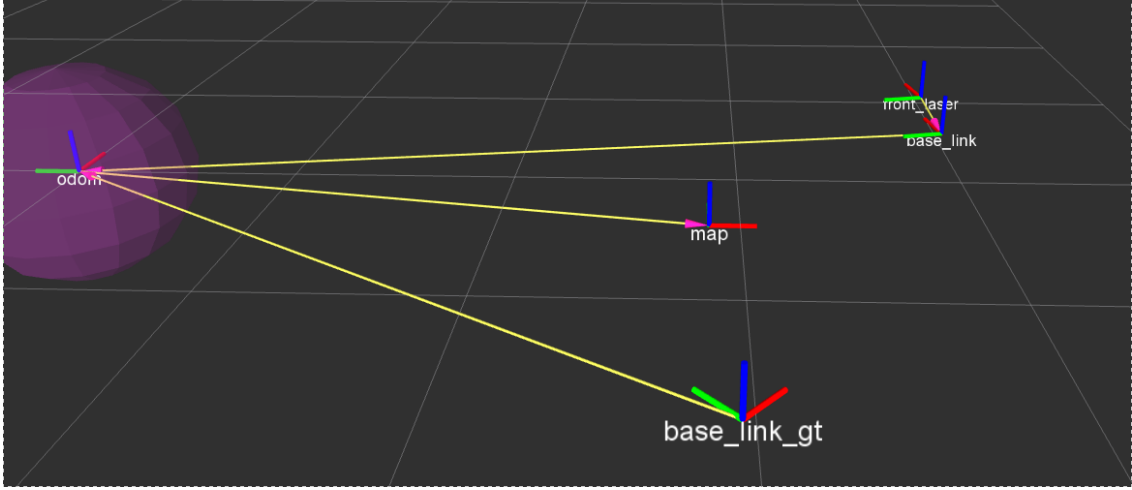 front_laser
base_link
odom
map
base_link_gt